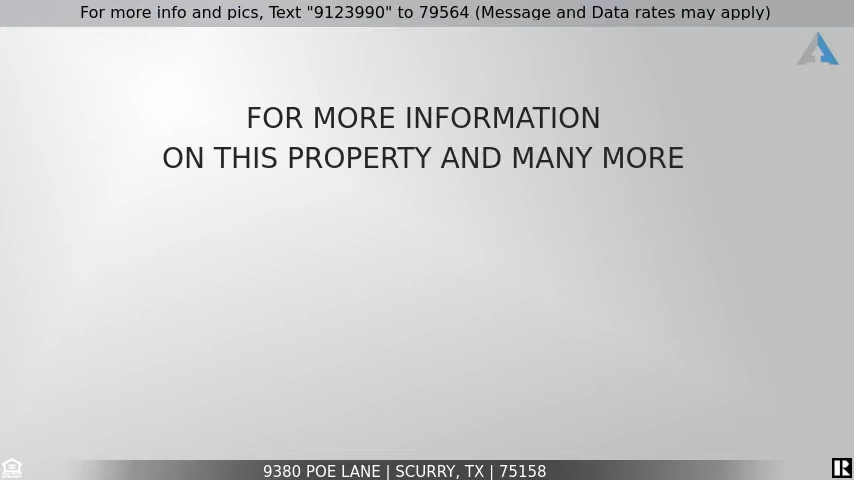 For more info and pics, Text "9123990" to 79564 (Message and Data rates may apply)
FOR MORE INFORMATION
ON THIS PROPERTY AND MANY MORE
9380 POE LANE | SCURRY, TX | 75158